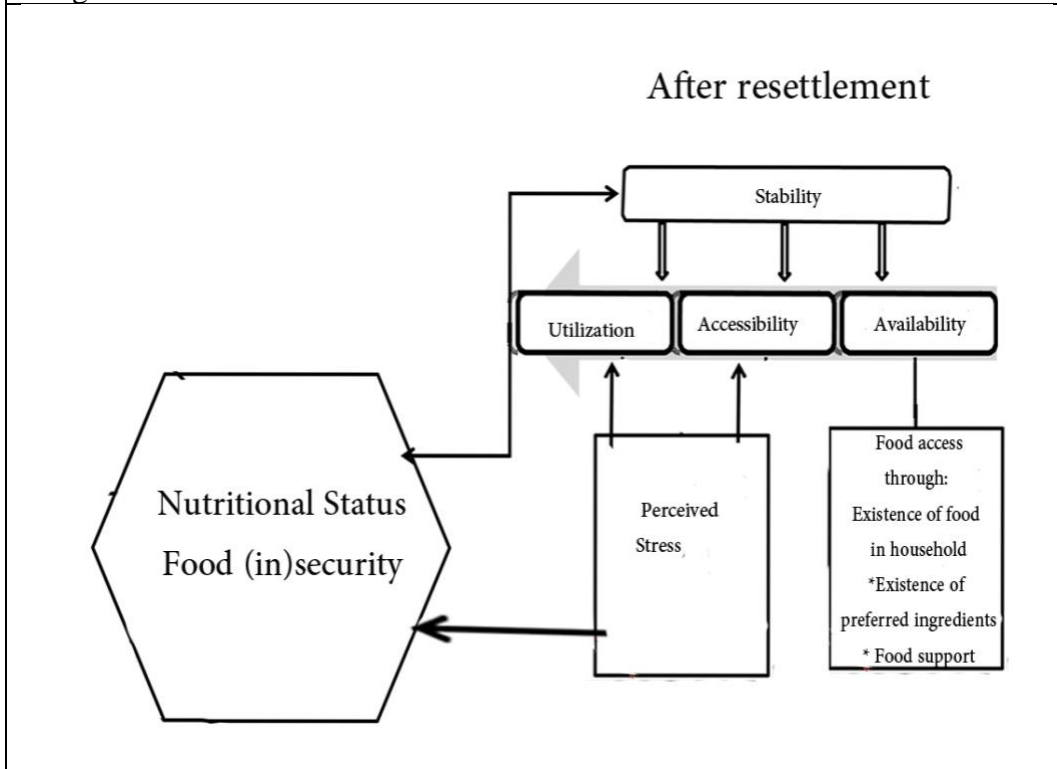 After resettlement
Stability
Utilization
Accessibility
Availability
Nutritional Status
Food (in)security
Perceived
Stress
Food access
through:
Existence of food
in household
*Existence of
preferred ingredients
* Food support